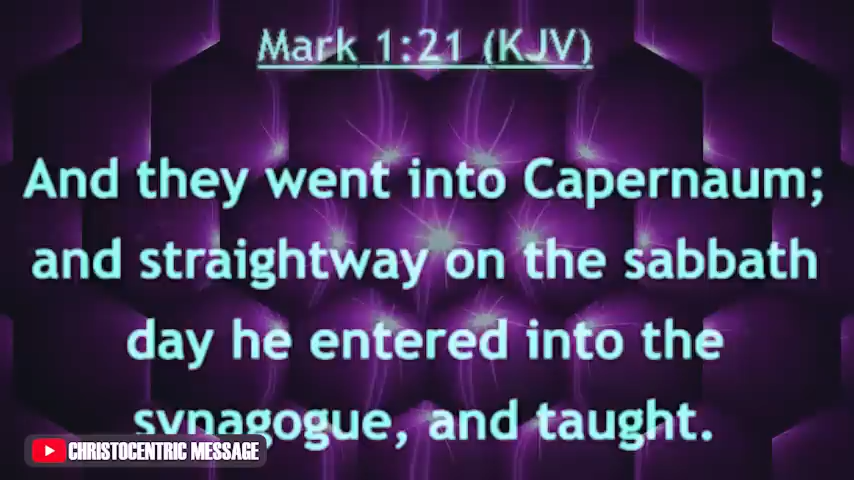 Mark 1:21 (KJV)
And they went into Capernaum;
and straightway on the sabbath
day he entered into the
synagogue, and taught.
CHRISTOCENTRIC MESSAGE